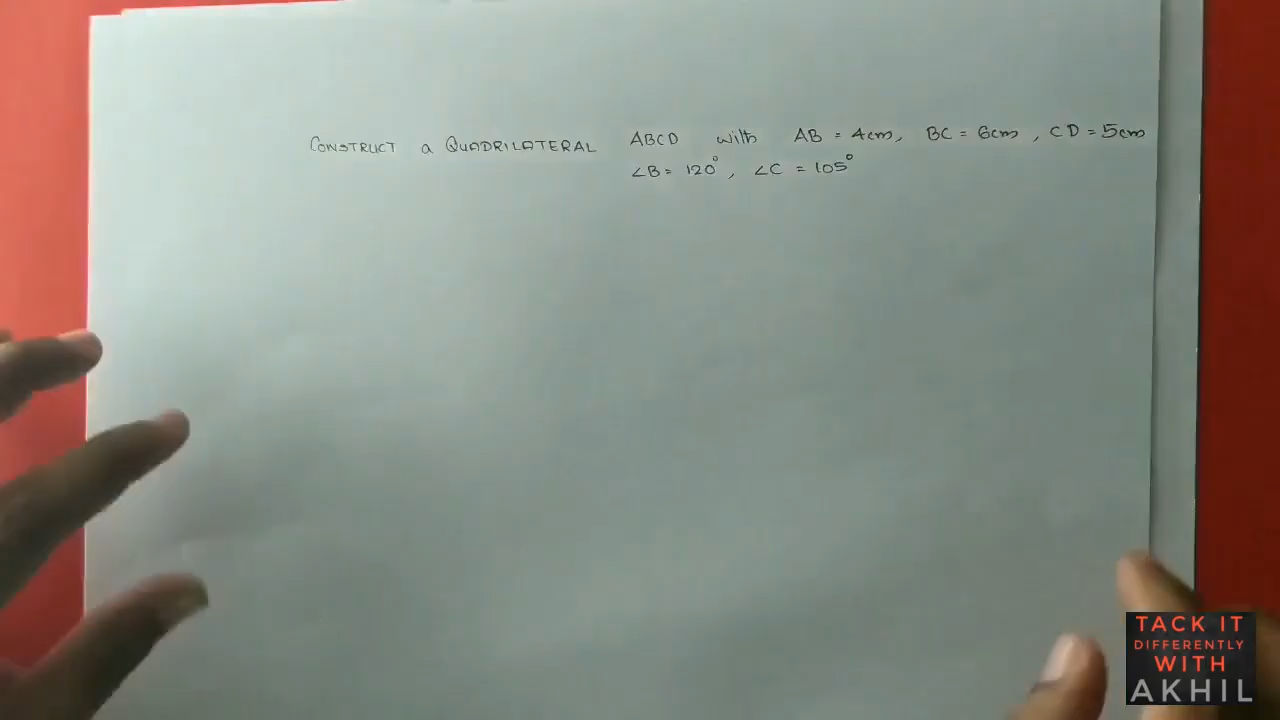 CONSTRUCT a QUADRILATERAL ABCD with AB = 4cm, BC = 6cm, CD = 5cm
∠B = 120°, ∠C = 105°
TACK IT
DIFFERENTLY
WITH
AKHIL